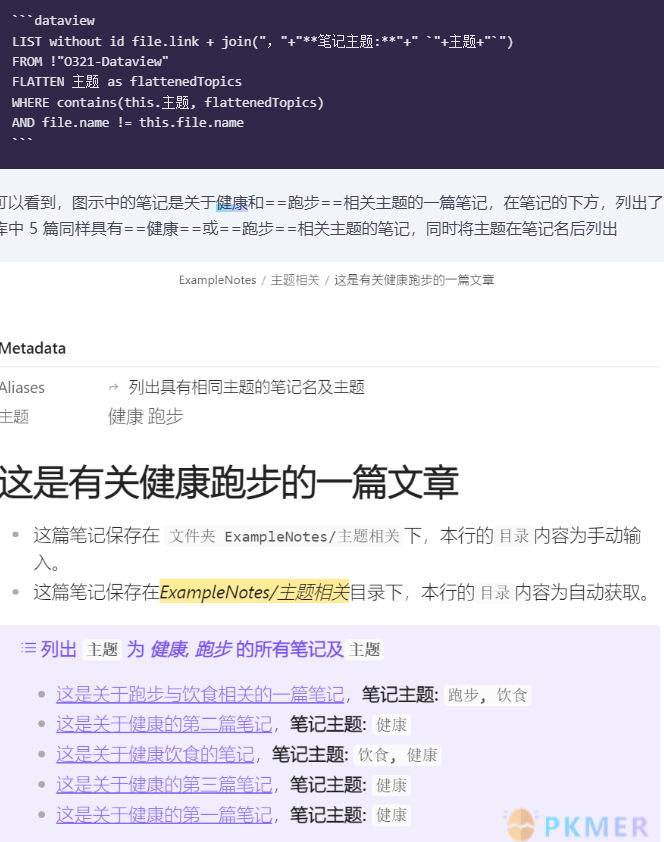 ```dataview
LIST without id file.link + join("，"+"**笔记主题:**"+" `"+主题+"`")
FROM !"O321-Dataview"
FLATTEN 主题 as flattenedTopics
WHERE contains(this.主题, flattenedTopics)
AND file.name != this.file.name
```
可以看到，图示中的笔记是关于健康和==跑步==相关主题的一篇笔记，在笔记的下方，列出了
库中 5 篇同样具有==健康==或==跑步==相关主题的笔记，同时将主题在笔记名后列出
ExampleNotes / 主题相关 / 这是有关健康跑步的一篇文章
Metadata
Aliases 列出具有相同主题的笔记名及主题
主题 健康 跑步
这是有关健康跑步的一篇文章
这篇笔记保存在 文件夹 ExampleNotes/主题相关 下，本行的 目录 内容为手动输
入。
这篇笔记保存在ExampleNotes/主题相关目录下，本行的 目录 内容为自动获取。
列出 主题 为 健康, 跑步 的所有笔记及 主题
这是关于跑步与饮食相关的一篇笔记，笔记主题: 跑步, 饮食
这是关于健康的第二篇笔记，笔记主题: 健康
这是关于健康饮食的笔记，笔记主题: 饮食, 健康
这是关于健康的第三篇笔记，笔记主题: 健康
这是关于健康的第一篇笔记，笔记主题: 健康
PKMER